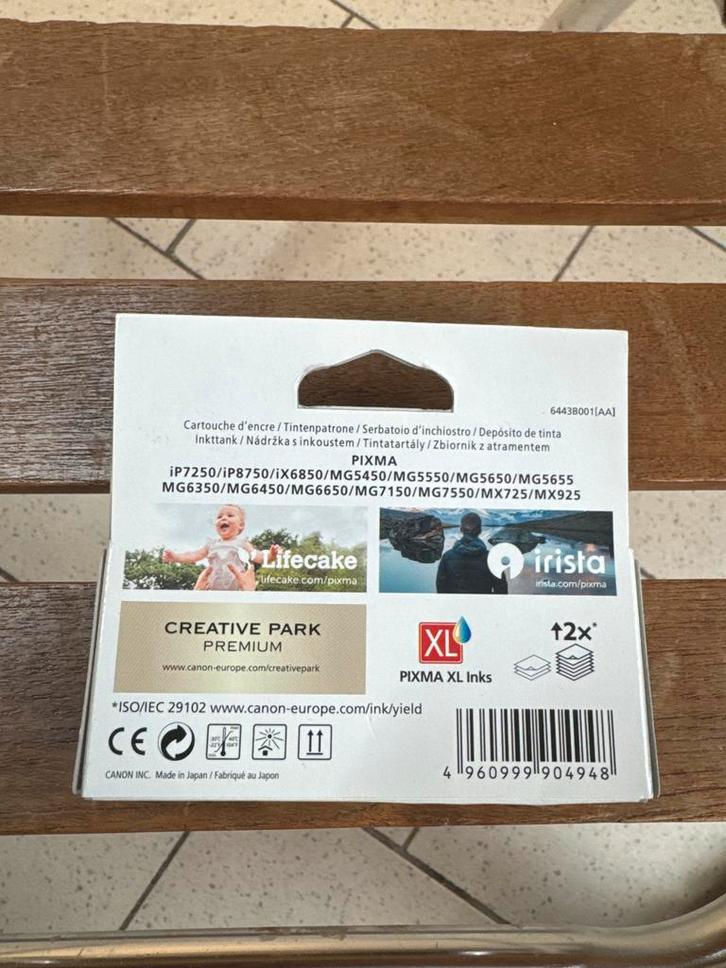 6443B001[AA]
Cartouche d'encre / Tintenpatrone / Serbatoio d'inchiostro / Depósito de tinta
Inkttank / Nádržka s inkoustem / Tintatartály / Zbiornik z atramentem
PIXMA
iP7250/iP8750/iX6850/MG5450/MG5550/MG5650/MG5655
MG6350/MG6450/MG6650/MG7150/MG7550/MX725/MX925
Lifecake
lifecake.com/pixma
irista
irista.com/pixma
CREATIVE PARK
PREMIUM
www.canon-europe.com/creativepark
XL
PIXMA XL Inks
2x*
*ISO/IEC 29102 www.canon-europe.com/ink/yield
CE
CANON INC. Made in Japan / Fabriqué au Japon
4 960999 904948